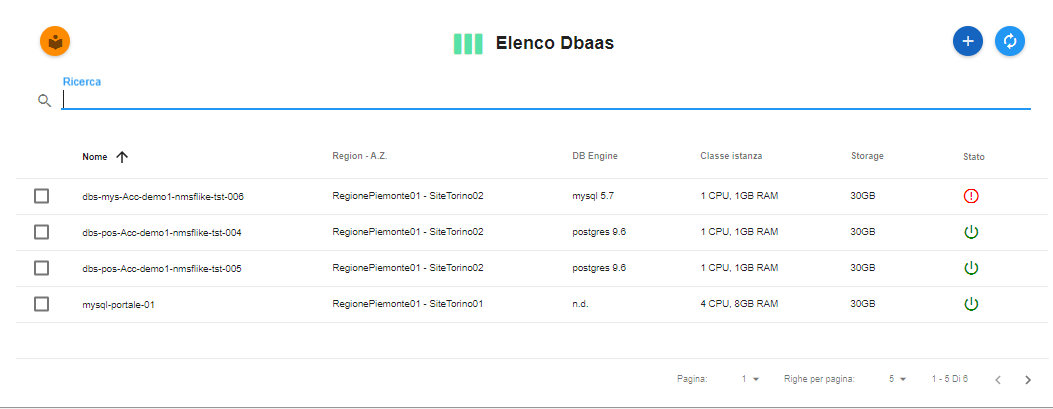 Elenco Dbaas
Ricerca
Nome Region - A.Z. DB Engine Classe istanza Storage Stato
dbs-mys-Acc-demo1-nmsflike-tst-006 RegionePiemonte01 - SiteTorino02 mysql 5.7 1 CPU, 1GB RAM 30GB
dbs-pos-Acc-demo1-nmsflike-tst-004 RegionePiemonte01 - SiteTorino02 postgres 9.6 1 CPU, 1GB RAM 30GB
dbs-pos-Acc-demo1-nmsflike-tst-005 RegionePiemonte01 - SiteTorino02 postgres 9.6 1 CPU, 1GB RAM 30GB
mysql-portale-01 RegionePiemonte01 - SiteTorino01 n.d. 4 CPU, 8GB RAM 30GB
Pagina: 1 Righe per pagina: 5 1 - 5 Di 6